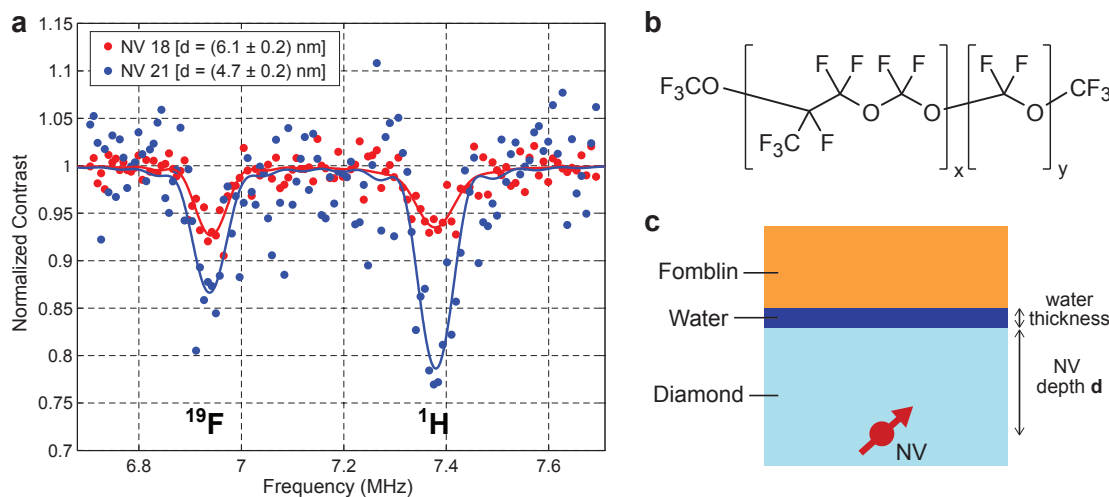 a
1.15
1.1
1.05
1
0.95
0.9
0.85
0.8
0.75
0.7
Normalized Contrast
NV 18 [d = (6.1 ± 0.2) nm]
NV 21 [d = (4.7 ± 0.2) nm]
¹⁹F
¹H
6.8
7
7.2
7.4
7.6
Frequency (MHz)
b
F F F F F F
F₃CO O O O CF₃
F₃C F
x y
c
Fomblin
Water
Diamond
water
thickness
NV
depth d
NV